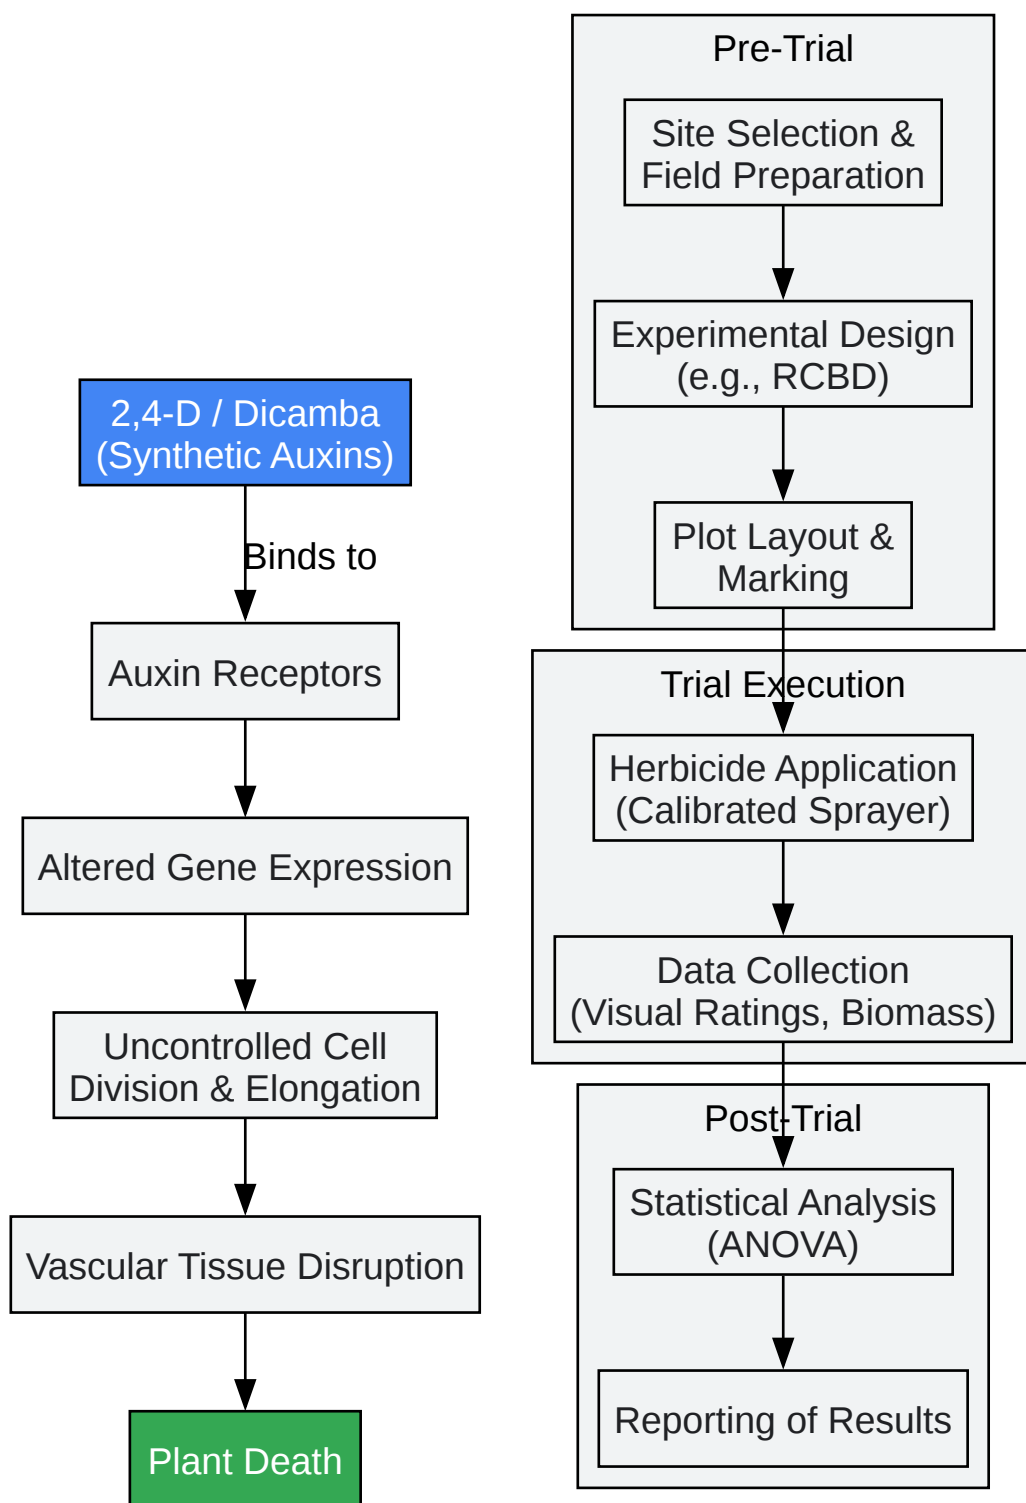 2,4-D / Dicamba
(Synthetic Auxins)
Binds to
Auxin Receptors
Altered Gene Expression
Uncontrolled Cell
Division & Elongation
Vascular Tissue Disruption
Plant Death
Pre-Trial
Site Selection &
Field Preparation
Experimental Design
(e.g., RCBD)
Plot Layout &
Marking
Trial Execution
Herbicide Application
(Calibrated Sprayer)
Data Collection
(Visual Ratings, Biomass)
Post-Trial
Statistical Analysis
(ANOVA)
Reporting of Results